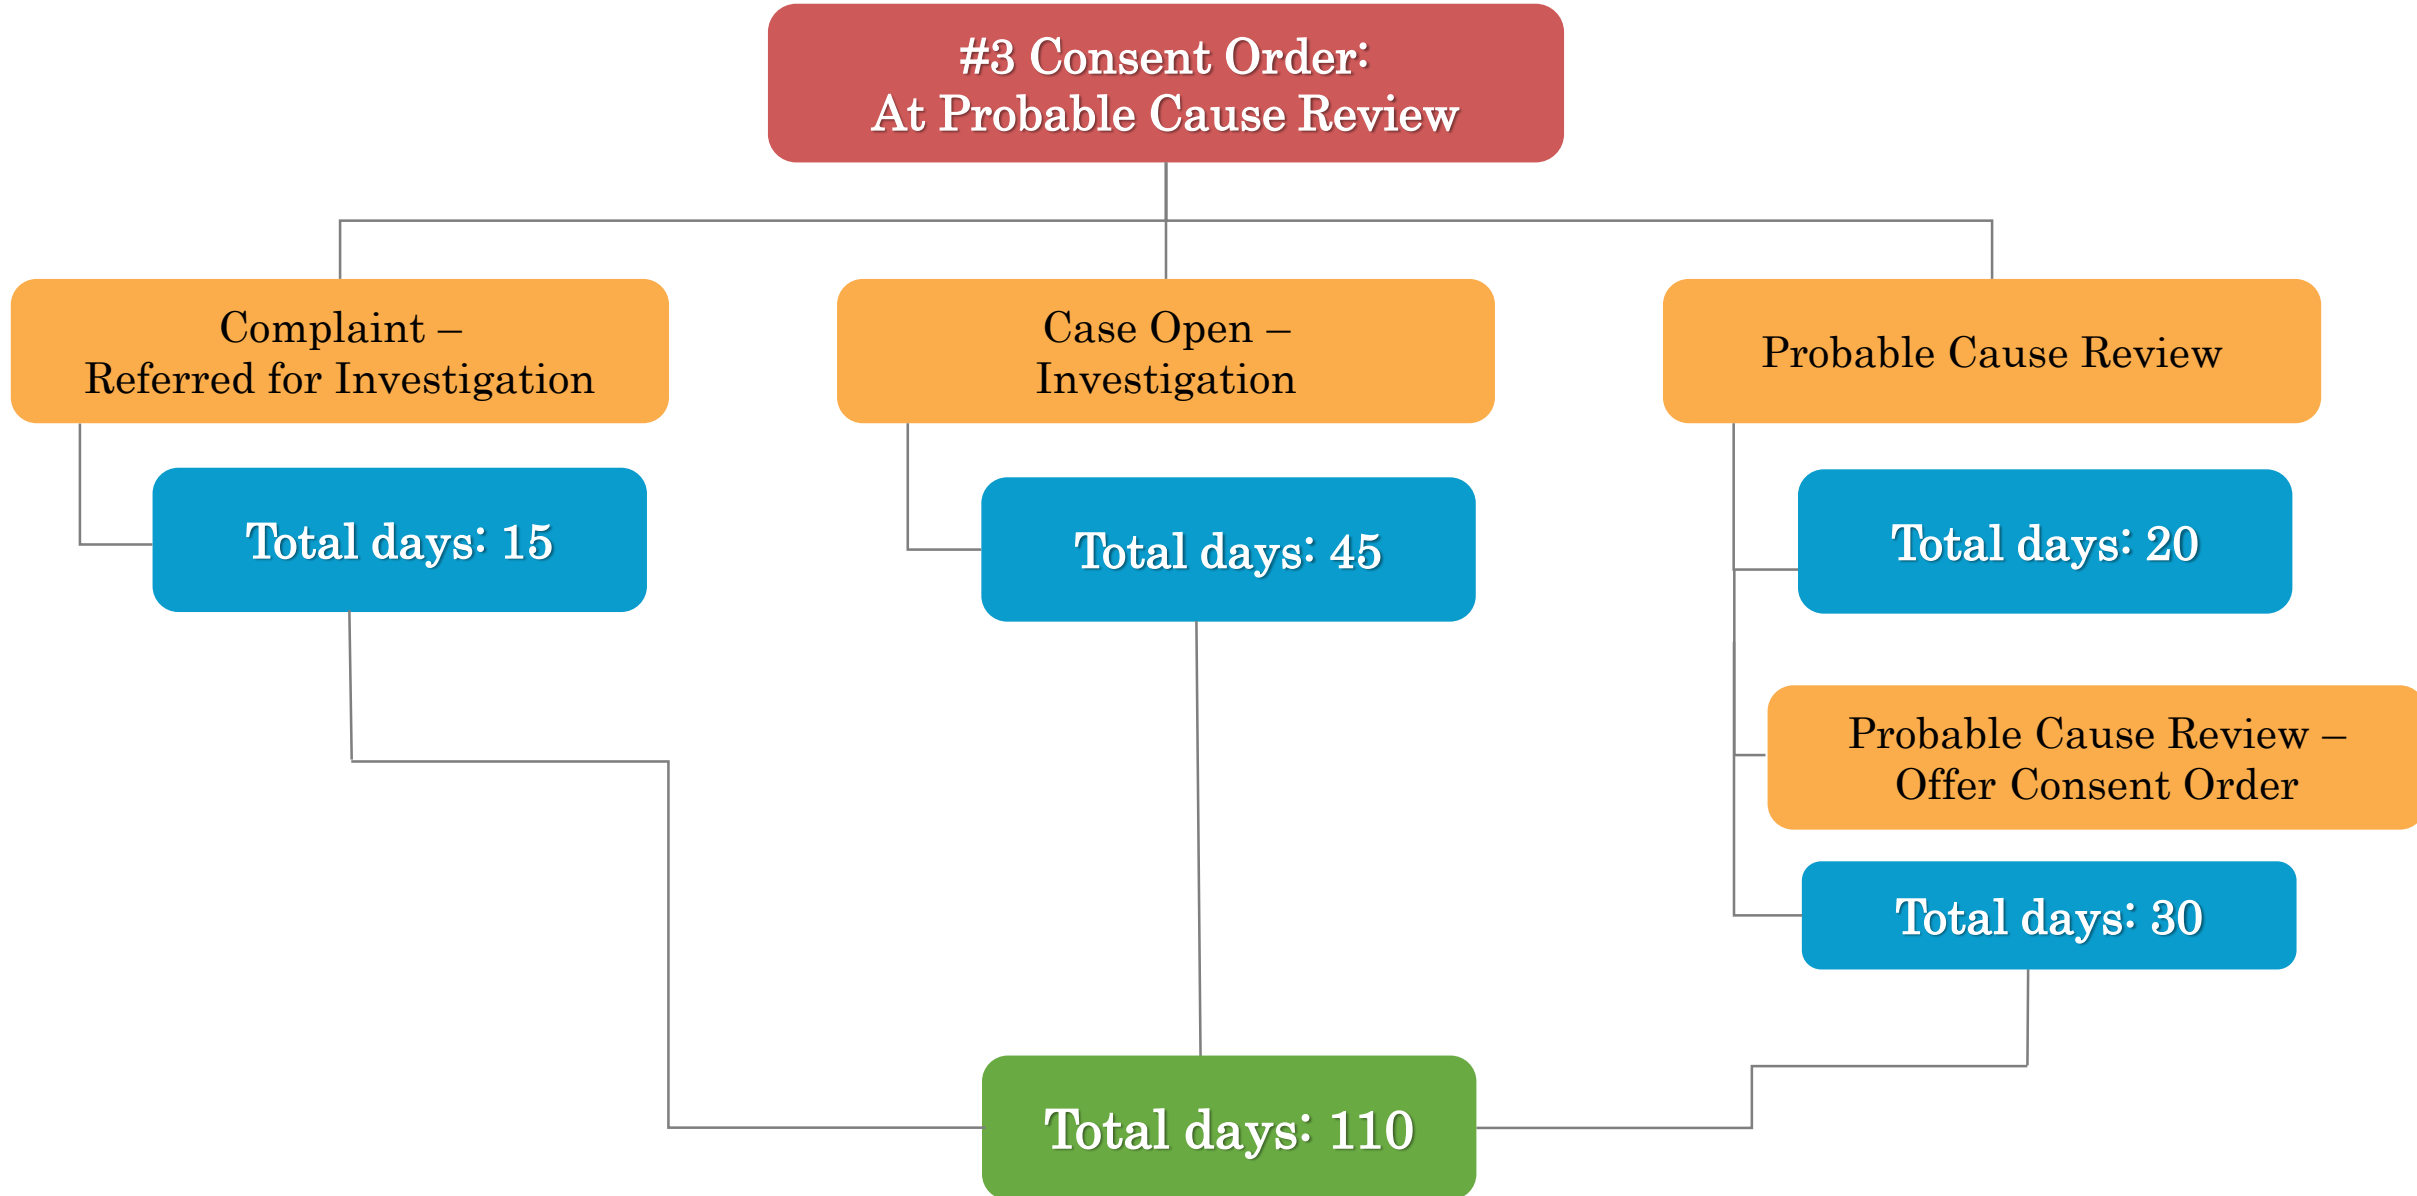 #3 Consent Order:
At Probable Cause Review
Complaint –
Referred for Investigation
Case Open –
Investigation
Probable Cause Review
Total days: 15
Total days: 45
Total days: 20
Probable Cause Review –
Offer Consent Order
Total days: 30
Total days: 110